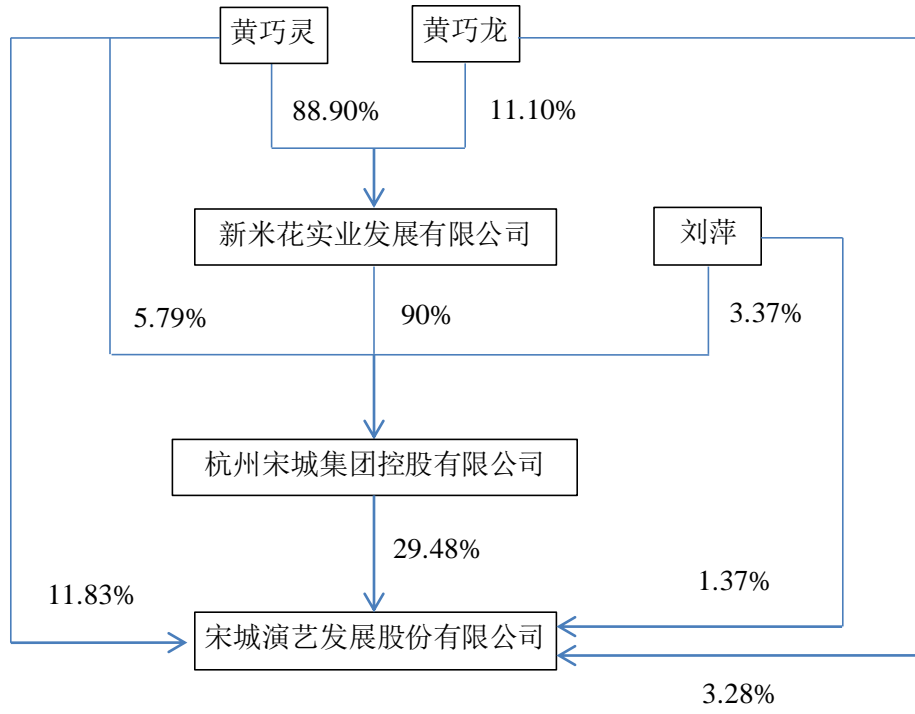 黄巧灵
黄巧龙
88.90%
11.10%
新米花实业发展有限公司
刘萍
5.79%
90%
3.37%
杭州宋城集团控股有限公司
29.48%
1.37%
11.83%
宋城演艺发展股份有限公司
3.28%